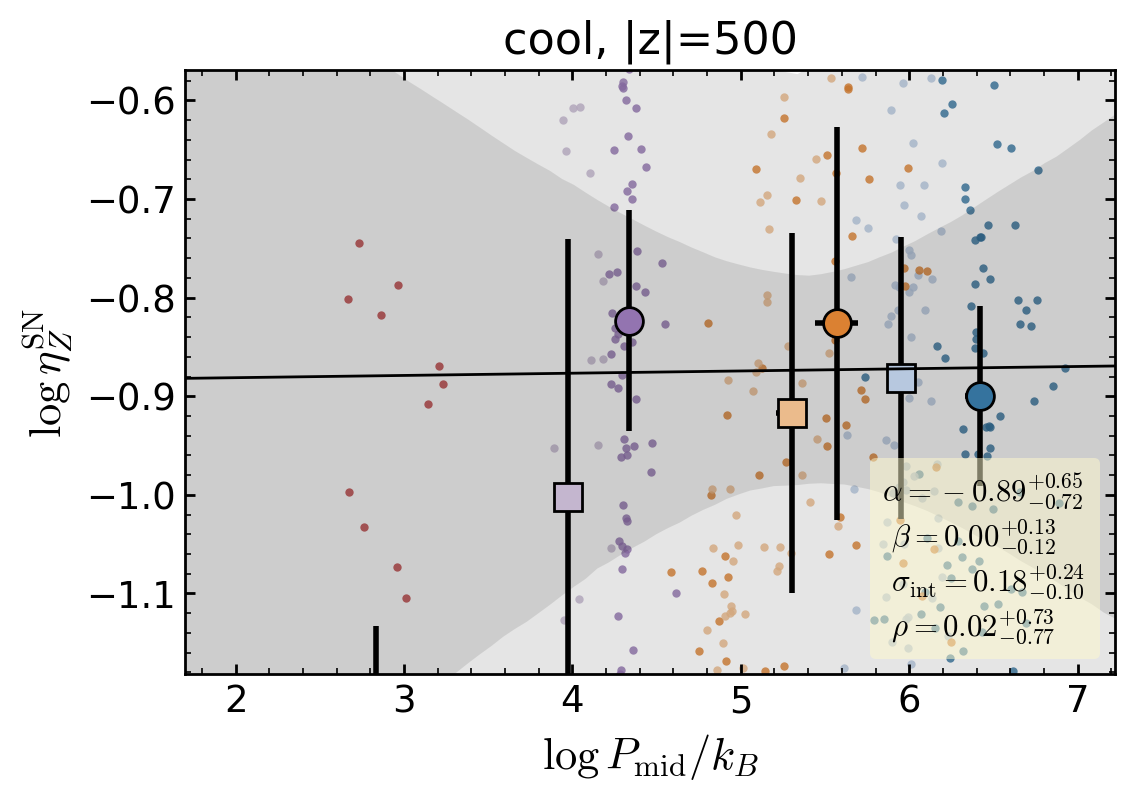 cool, |z|=500
−0.6
−0.7
−0.8
−0.9
−1.0
−1.1
log η_Z^SN
α = −0.89^{+0.65}_{−0.72}
β = 0.00^{+0.13}_{−0.12}
σ_int = 0.18^{+0.24}_{−0.10}
ρ = 0.02^{+0.73}_{−0.77}
2 3 4 5 6 7
log P_mid/k_B